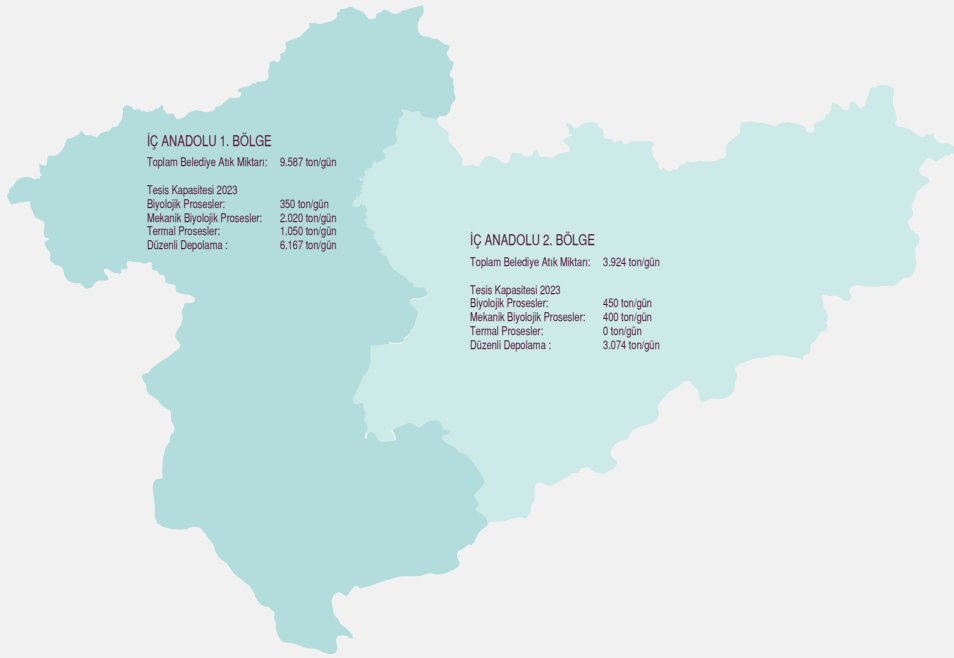 İÇ ANADOLU 1. BÖLGE
Toplam Belediye Atık Miktarı: 9.587 ton/gün
Tesis Kapasitesi 2023
Biyolojik Prosesler: 350 ton/gün
Mekanik Biyolojik Prosesler: 2.020 ton/gün
Termal Prosesler: 1.050 ton/gün
Düzenli Depolama : 6.167 ton/gün
İÇ ANADOLU 2. BÖLGE
Toplam Belediye Atık Miktarı: 3.924 ton/gün
Tesis Kapasitesi 2023
Biyolojik Prosesler: 450 ton/gün
Mekanik Biyolojik Prosesler: 400 ton/gün
Termal Prosesler: 0 ton/gün
Düzenli Depolama : 3.074 ton/gün